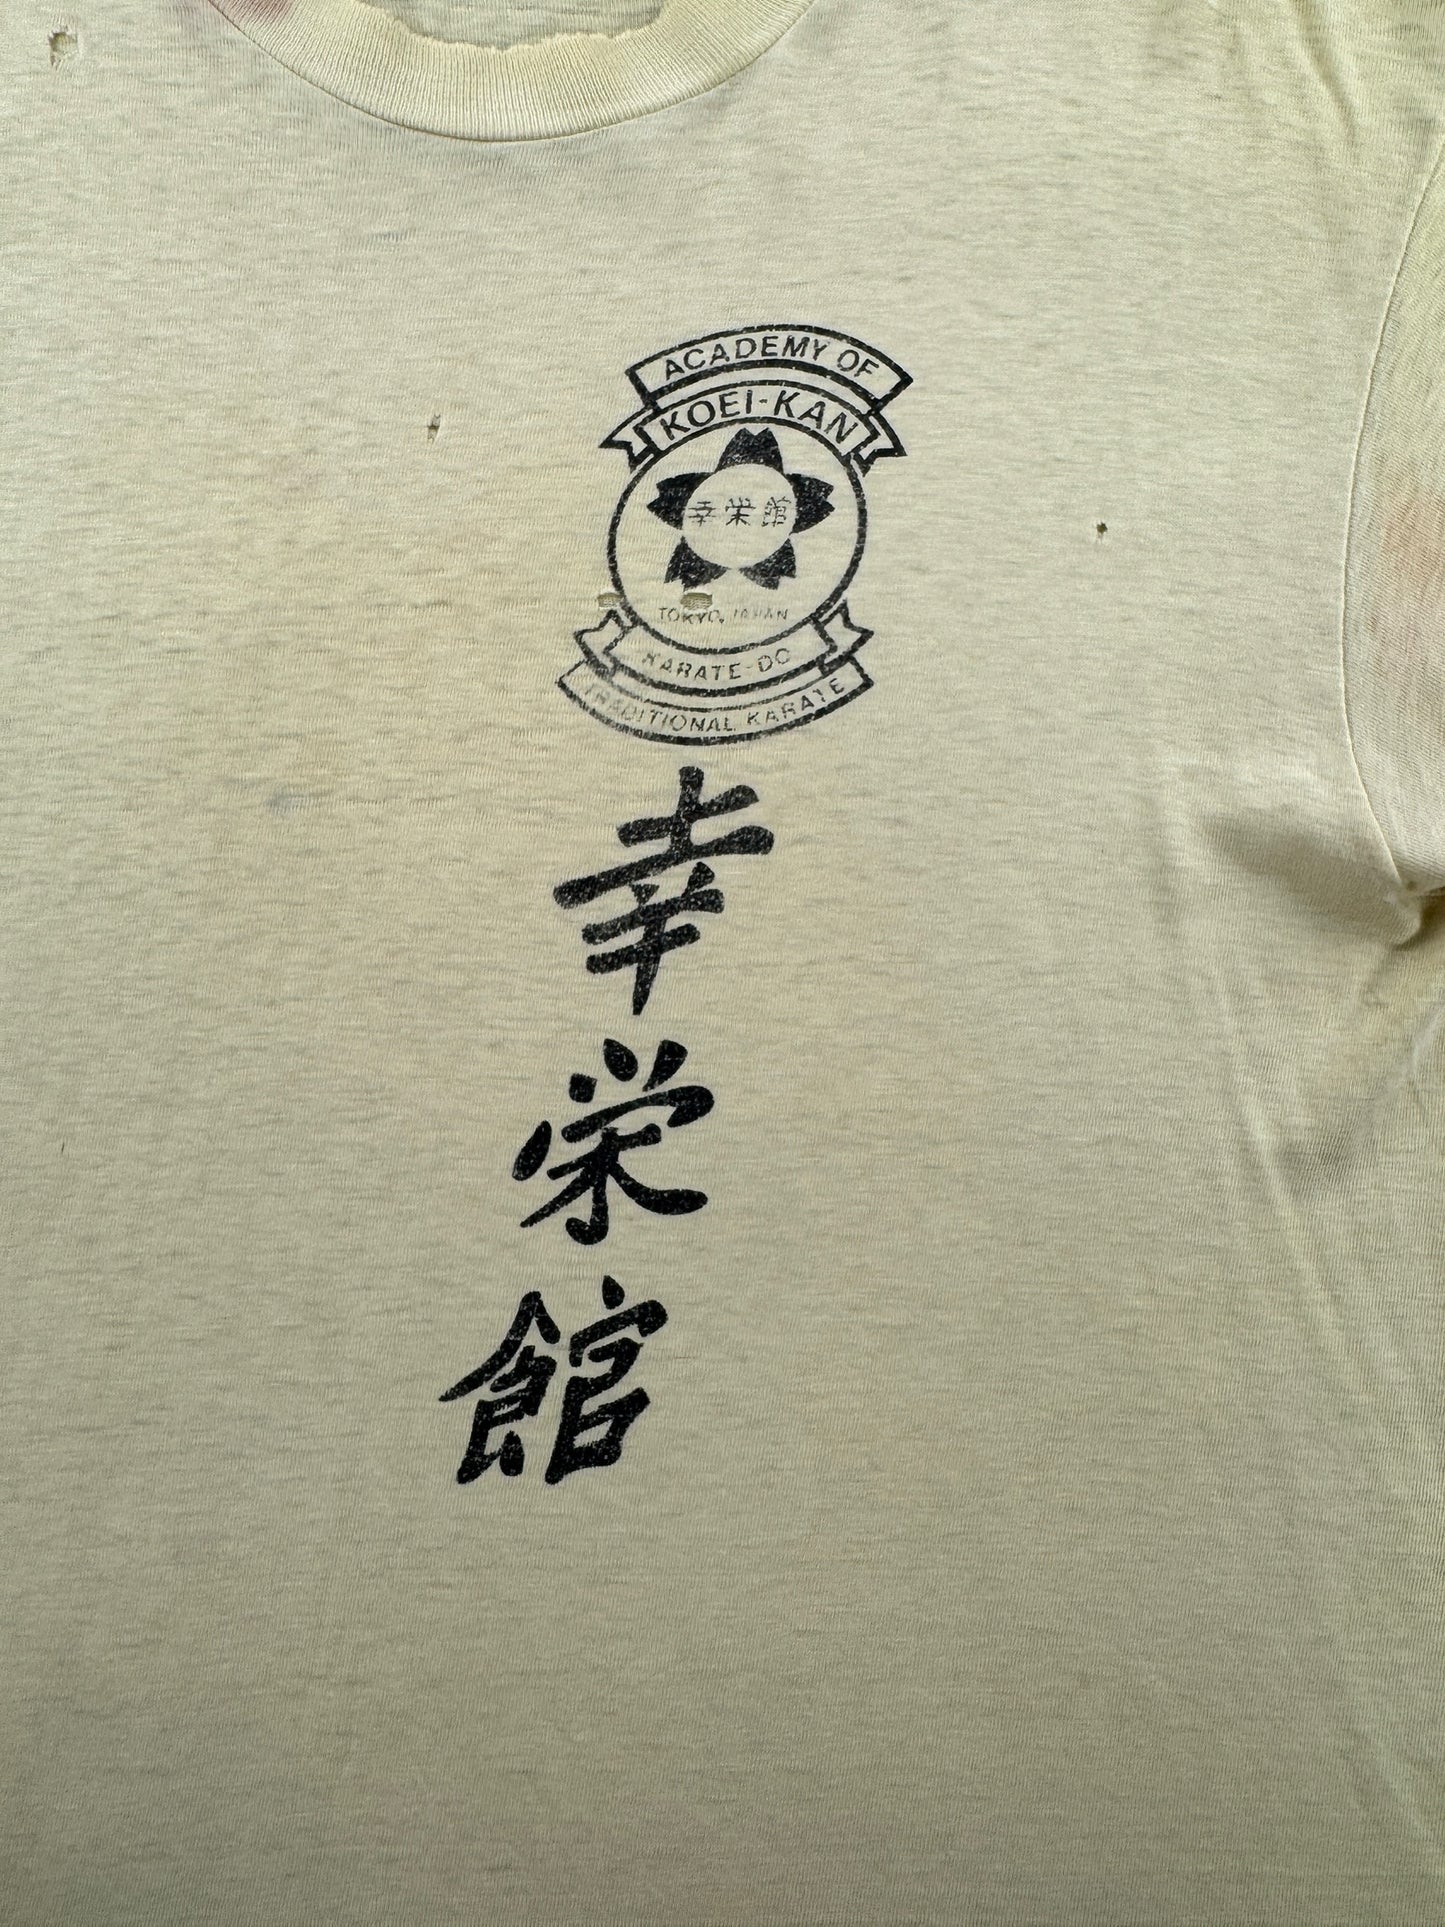 ACADEMY OF
KOEI-KAN
幸栄館
TOKYO, JAPAN
KARATE-DO
TRADITIONAL KARATE
幸
栄
館